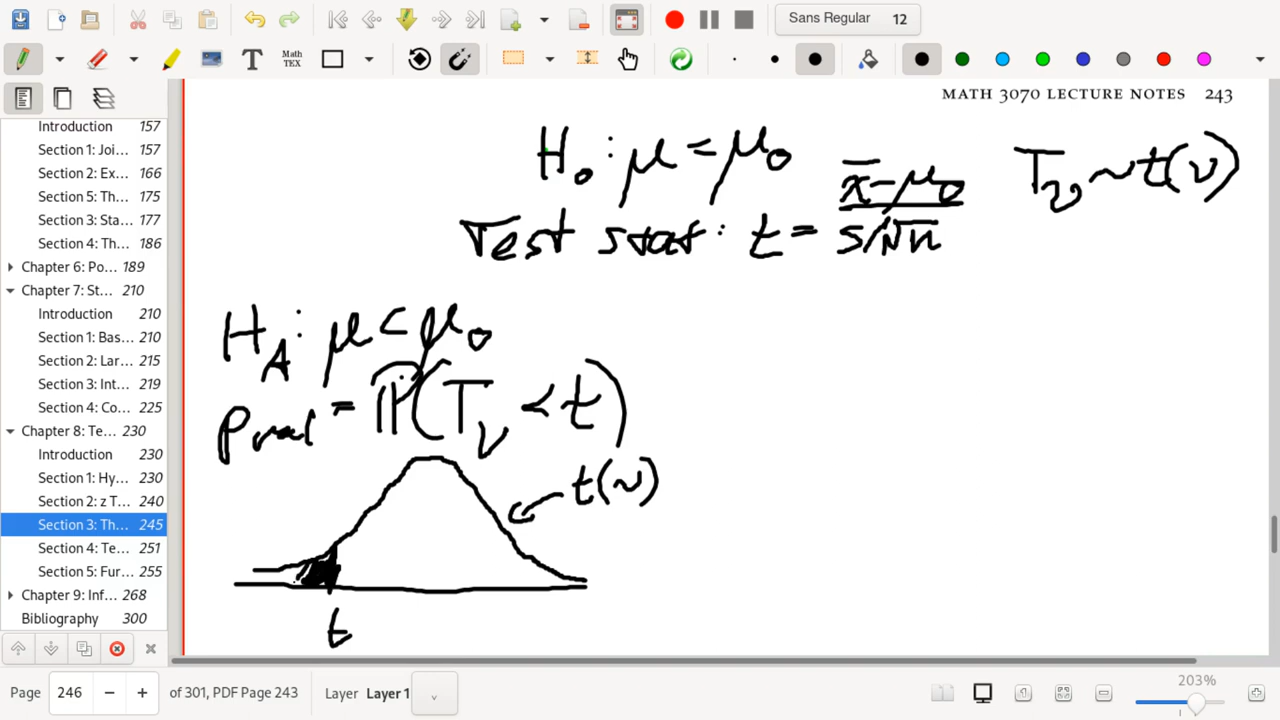 Sans Regular 12
Math
TEX
Introduction 157
Section 1: Joi... 157
Section 2: Ex... 166
Section 5: Th... 175
Section 3: Sta... 177
Section 4: Th... 186
Chapter 6: Po... 189
Chapter 7: St... 210
Introduction 210
Section 1: Bas... 210
Section 2: Lar... 215
Section 3: Int... 219
Section 4: Co... 225
Chapter 8: Te... 230
Introduction 230
Section 1: Hy... 230
Section 2: z T... 240
Section 3: Th... 245
Section 4: Te... 251
Section 5: Fur... 255
Chapter 9: Inf... 268
Bibliography 300
MATH 3070 LECTURE NOTES 243
H₀: μ = μ₀
T_ν ~ t(ν)
Test stat: t = (x̄ - μ₀) / (s/√n)
H_A: μ < μ₀
pval = ℙ(T_ν < t)
t(ν)
t
Page 246 of 301, PDF Page 243
Layer Layer 1
203%